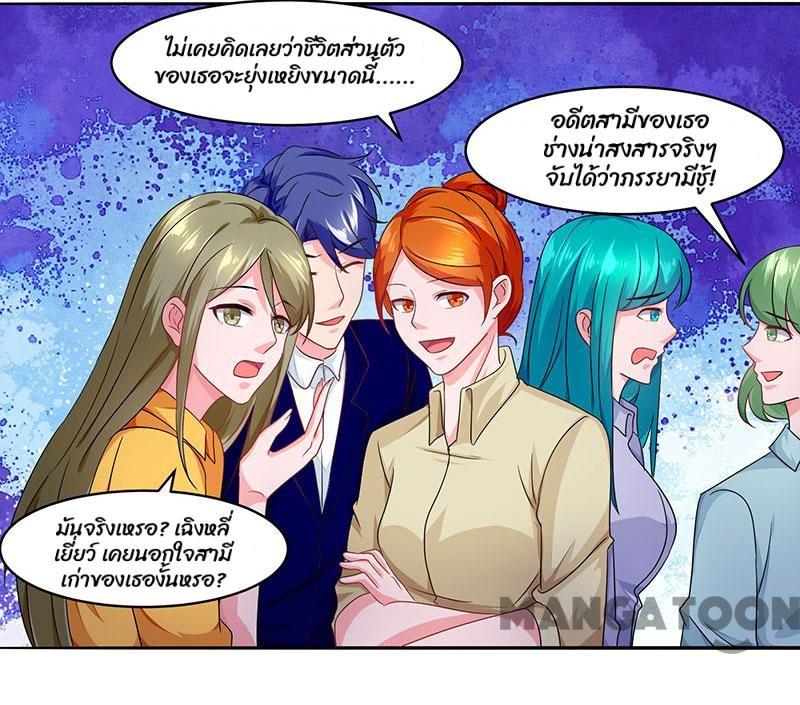 ไม่เคยคิดเลยว่าชีวิตส่วนตัว
ของเธอจะยุ่งเหยิงขนาดนี้......
อดีตสามีของเธอ
ช่างน่าสงสารจริงๆ
จับได้ว่าภรรยามีชู้!
มันจริงเหรอ? เฉิงหลี่
เยี่ยว์ เคยนอกใจสามี
เก่าของเธองั้นหรอ?
MANGATOON